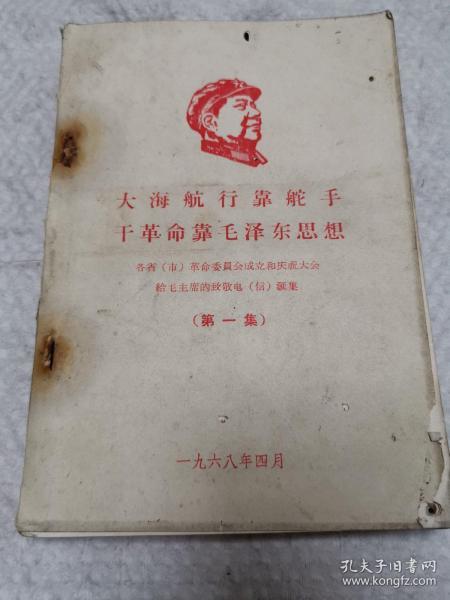 大海航行靠舵手
干革命靠毛泽东思想
各省（市）革命委員会成立和庆祝大会
給毛主席的致敬电（信）汇集
（第一集）
一九六八年四月
孔夫子旧书网
www.kongfz.com